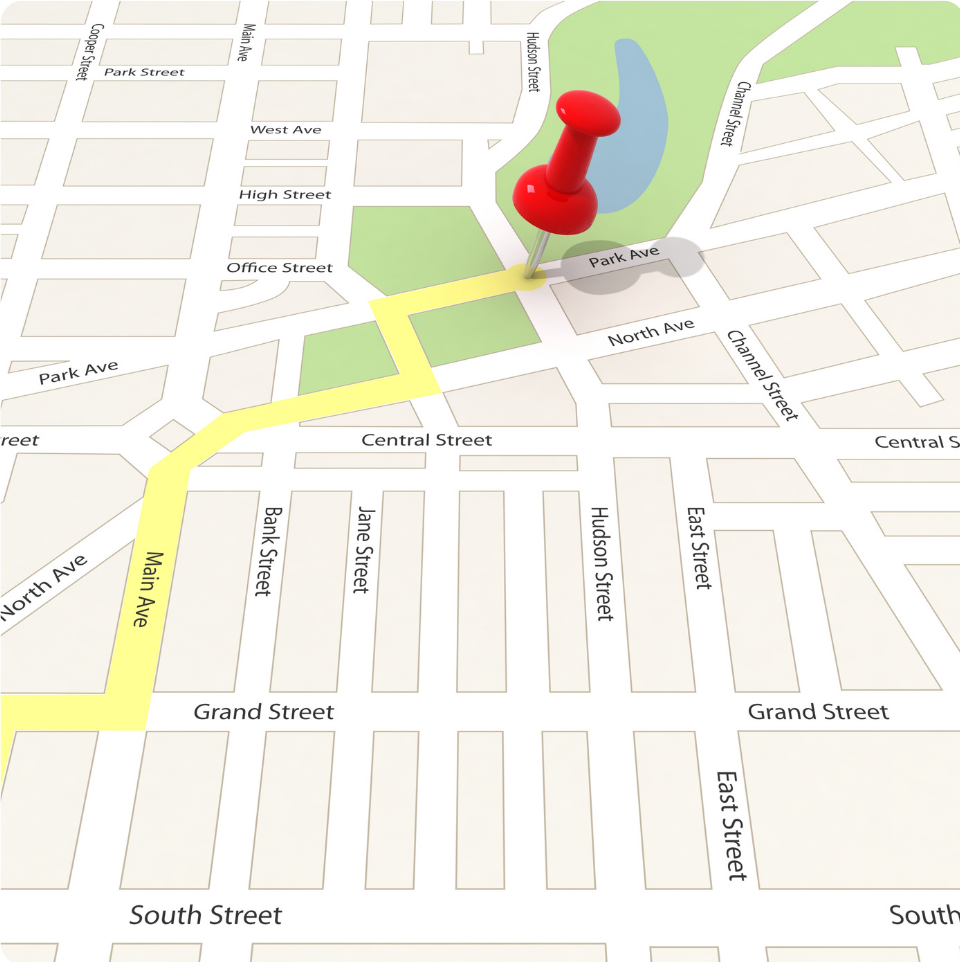 Cooper Street
Main Ave
Hudson Street
Park Street
Channel Street
West Ave
High Street
Park Ave
Office Street
North Ave
Park Ave
Channel Street
reet
Central Street
Central S
Bank Street
Jane Street
Hudson Street
East Street
Main Ave
North Ave
Grand Street
Grand Street
East Street
South Street
South